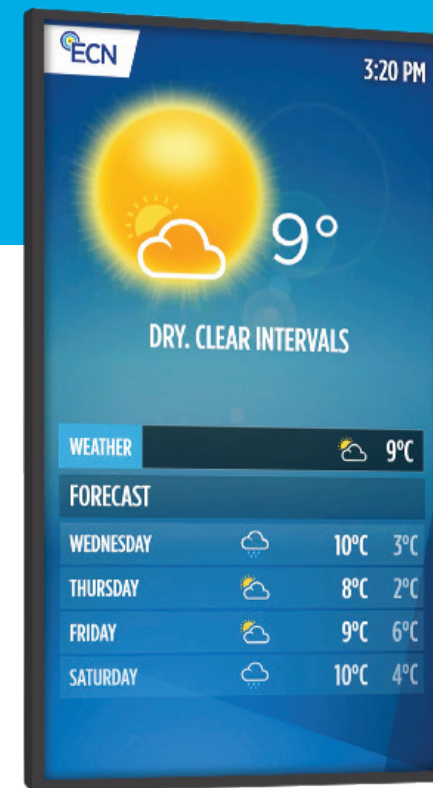 ECN
3:20 PM
9°
DRY. CLEAR INTERVALS
WEATHER 9°C
FORECAST
WEDNESDAY 10°C 3°C
THURSDAY 8°C 2°C
FRIDAY 9°C 6°C
SATURDAY 10°C 4°C